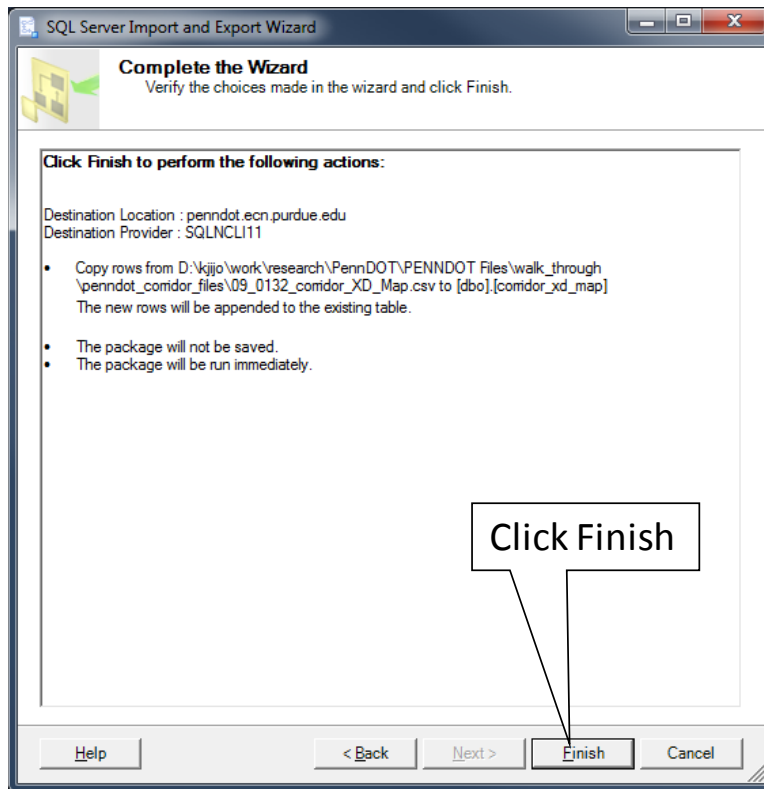 SQL Server Import and Export Wizard
Complete the Wizard
Verify the choices made in the wizard and click Finish.
Click Finish to perform the following actions:
Destination Location : penndot.ecn.purdue.edu
Destination Provider : SQLNCLI11
• Copy rows from D:\kjijo\work\research\PennDOT\PENNDOT Files\walk_through
\penndot_corridor_files\09_0132_corridor_XD_Map.csv to [dbo].[corridor_xd_map]
The new rows will be appended to the existing table.
• The package will not be saved.
• The package will be run immediately.
Click Finish
Help < Back Next > Finish Cancel